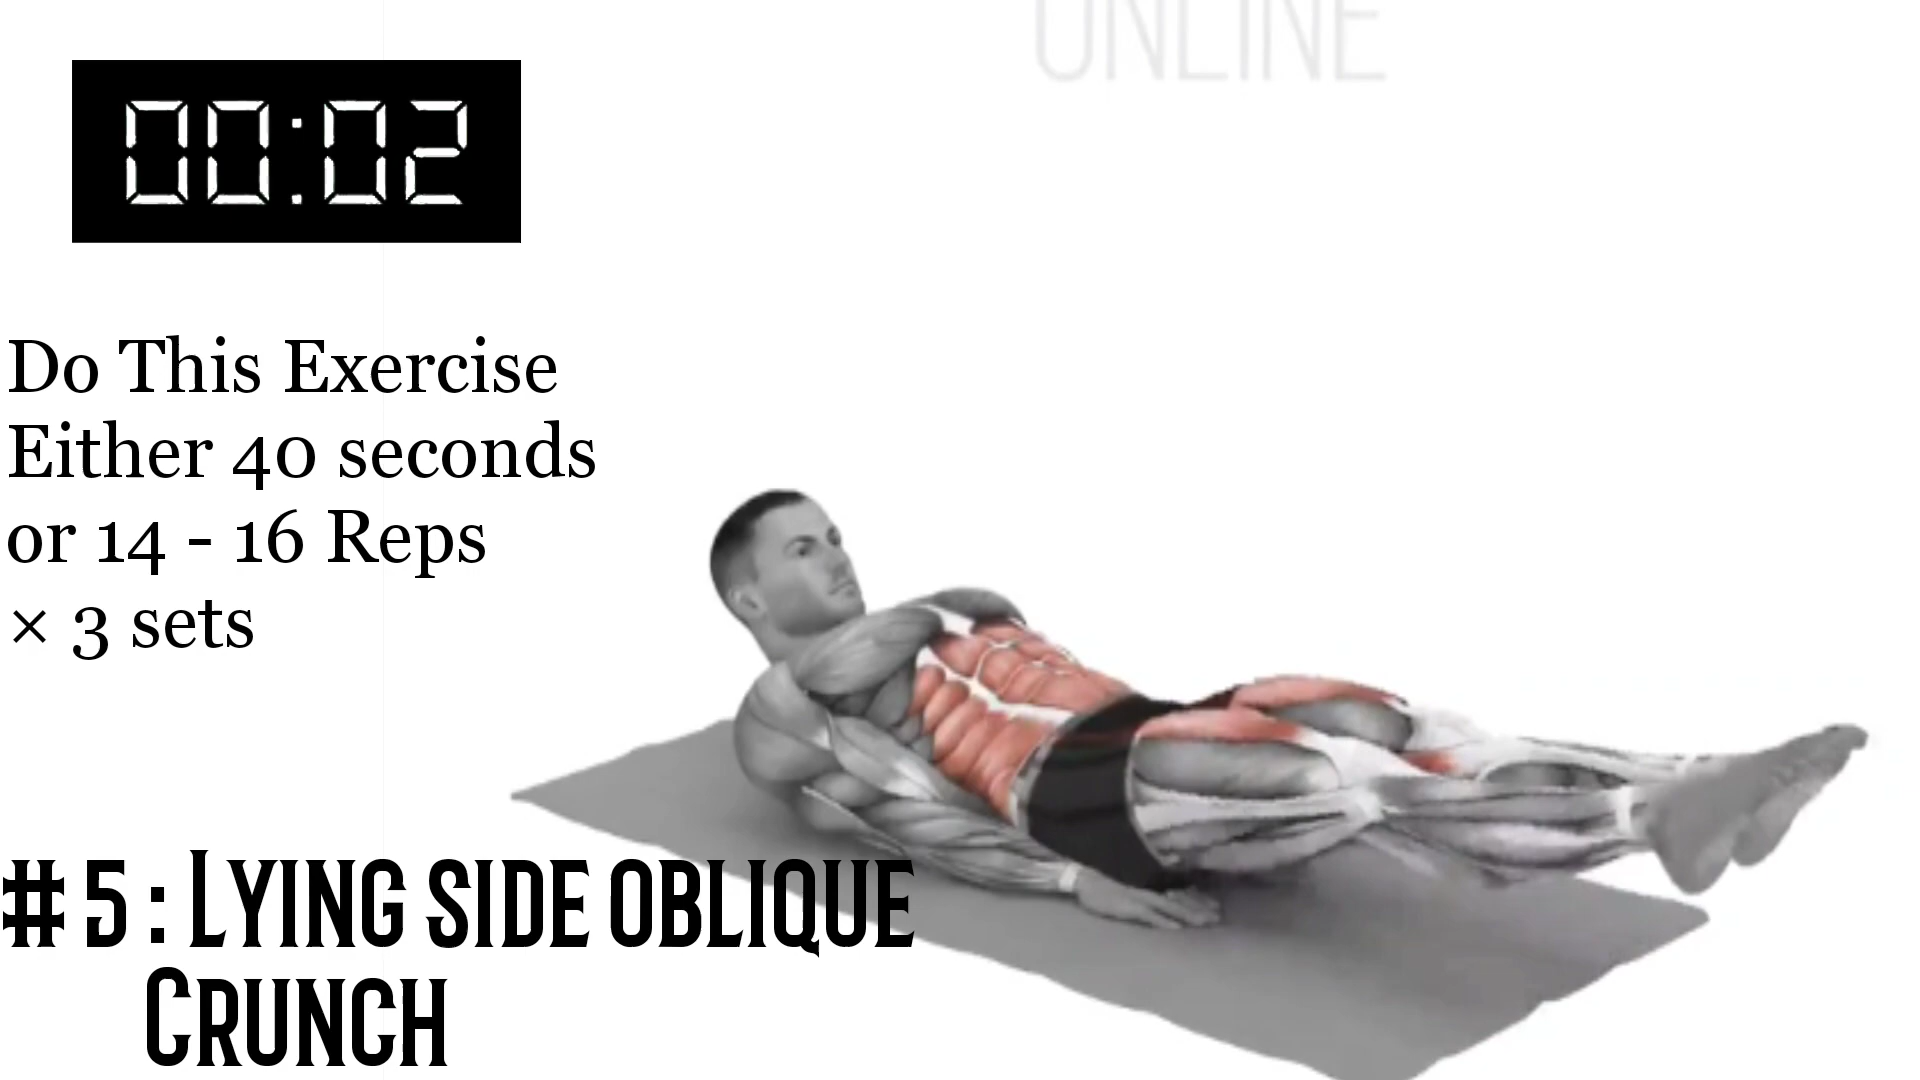 ONLINE
00:02
Do This Exercise
Either 40 seconds
or 14 - 16 Reps
× 3 sets
# 5 : Lying side oblique
Crunch